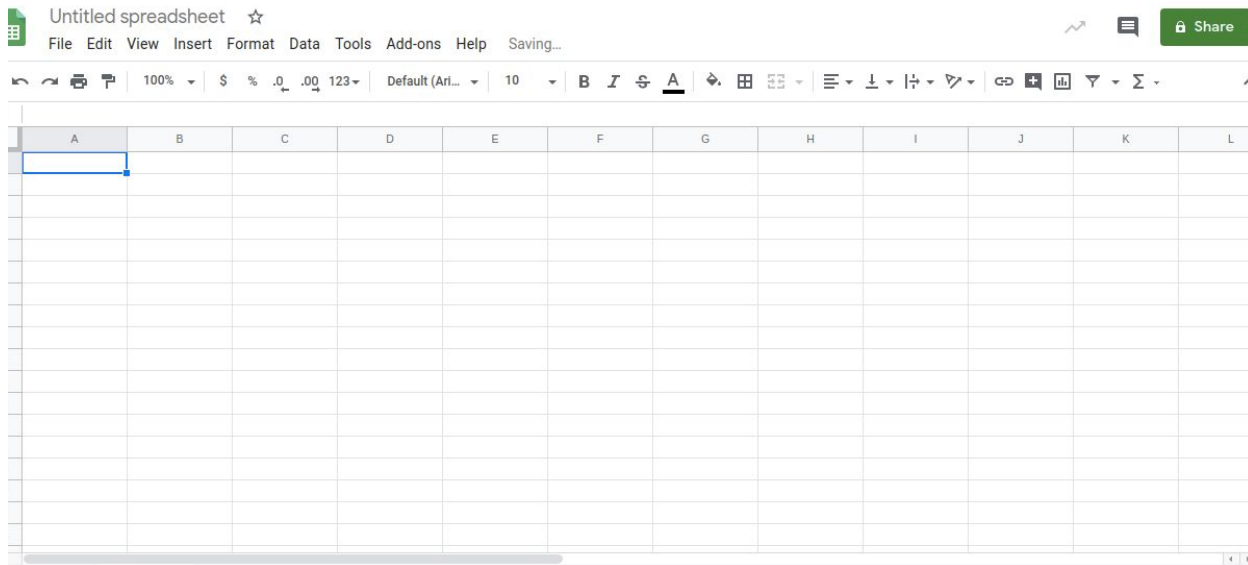 Untitled spreadsheet
File Edit View Insert Format Data Tools Add-ons Help Saving...
Share
100% $ % .0 .00 123 Default (Ari... 10 B I S A Σ
A B C D E F G H I J K L